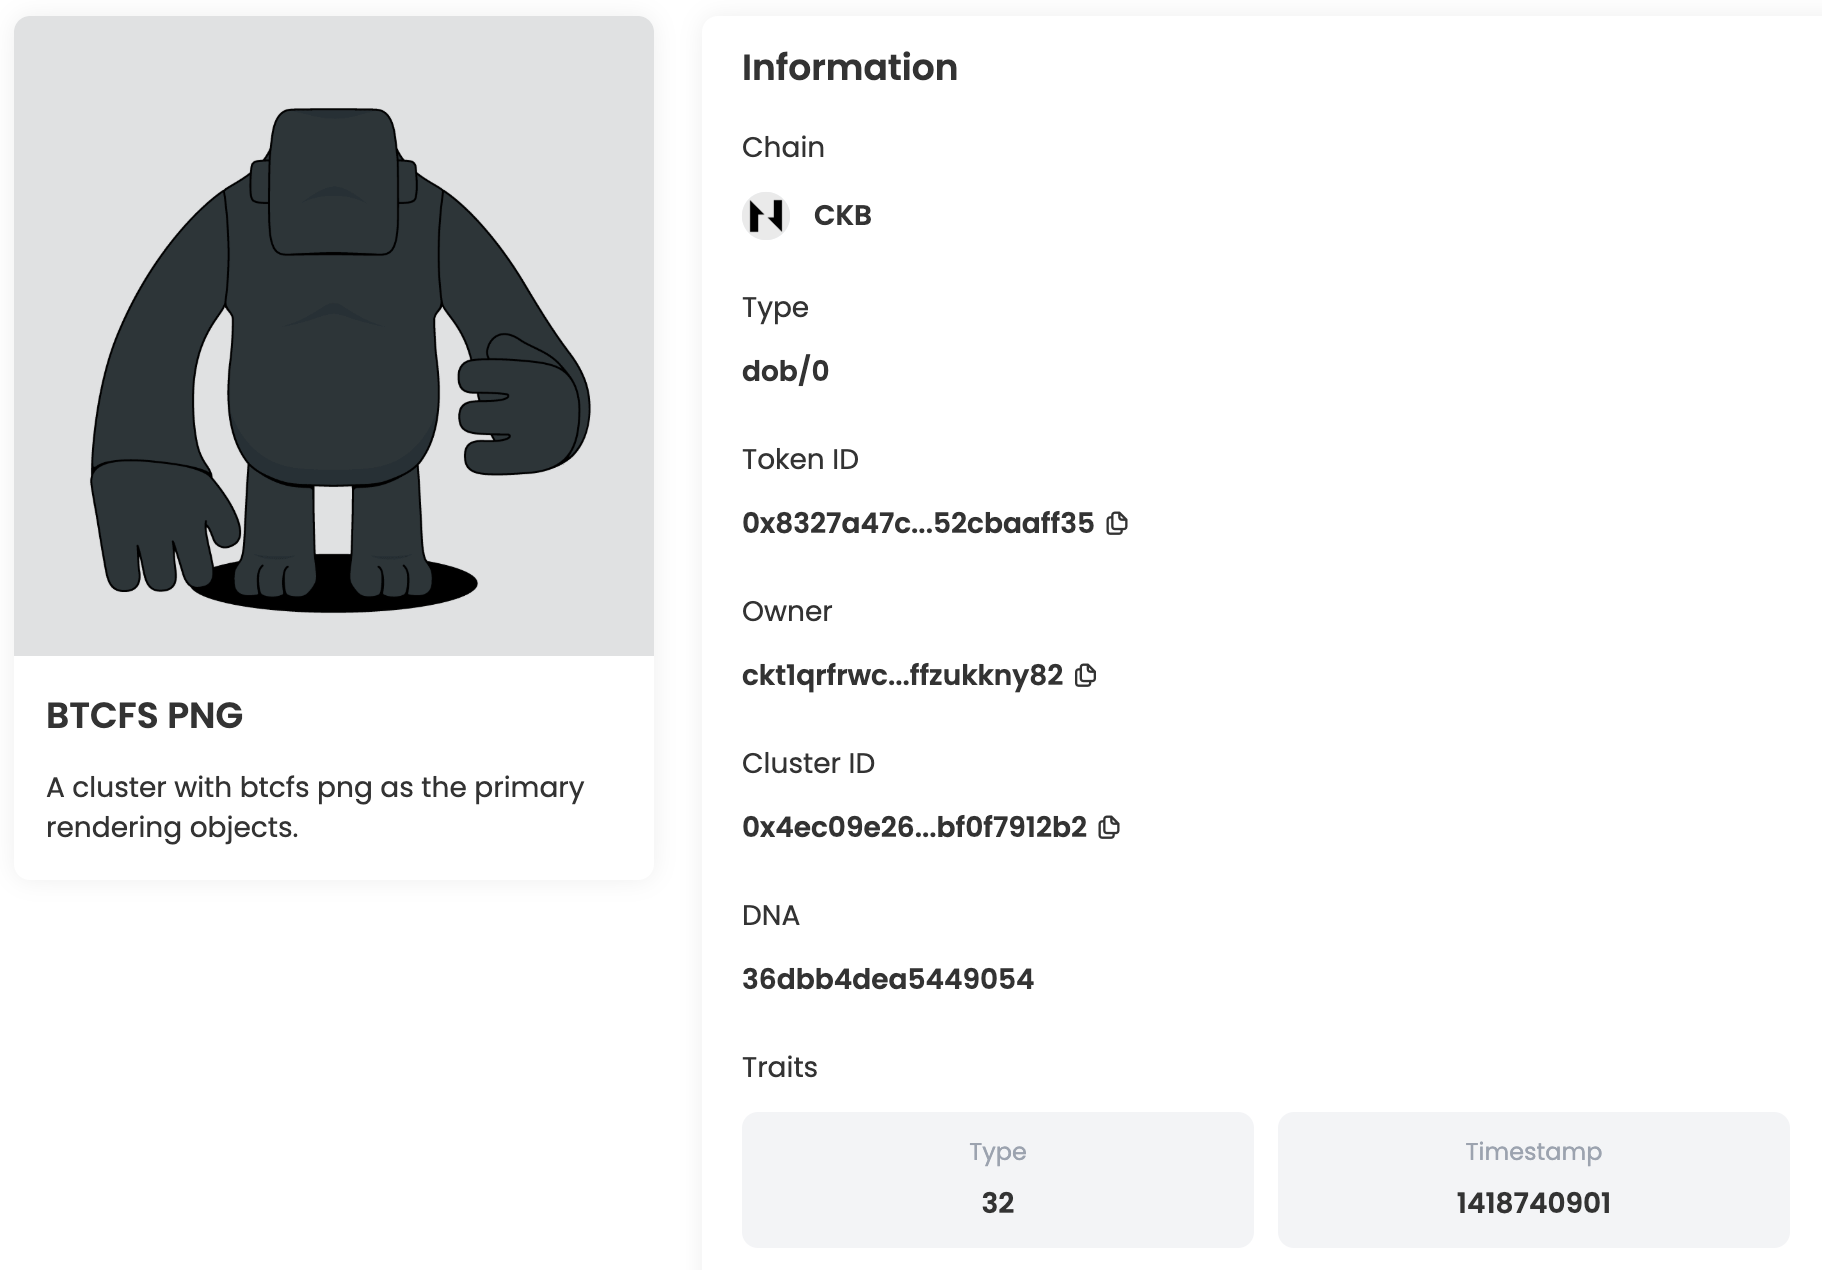 BTCFS PNG
A cluster with btcfs png as the primary
rendering objects.
Information
Chain
CKB
Type
dob/0
Token ID
0x8327a47c...52cbaaff35
Owner
ckt1qrfrwc...ffzukkny82
Cluster ID
0x4ec09e26...bf0f7912b2
DNA
36dbb4dea5449054
Traits
Type
32
Timestamp
1418740901